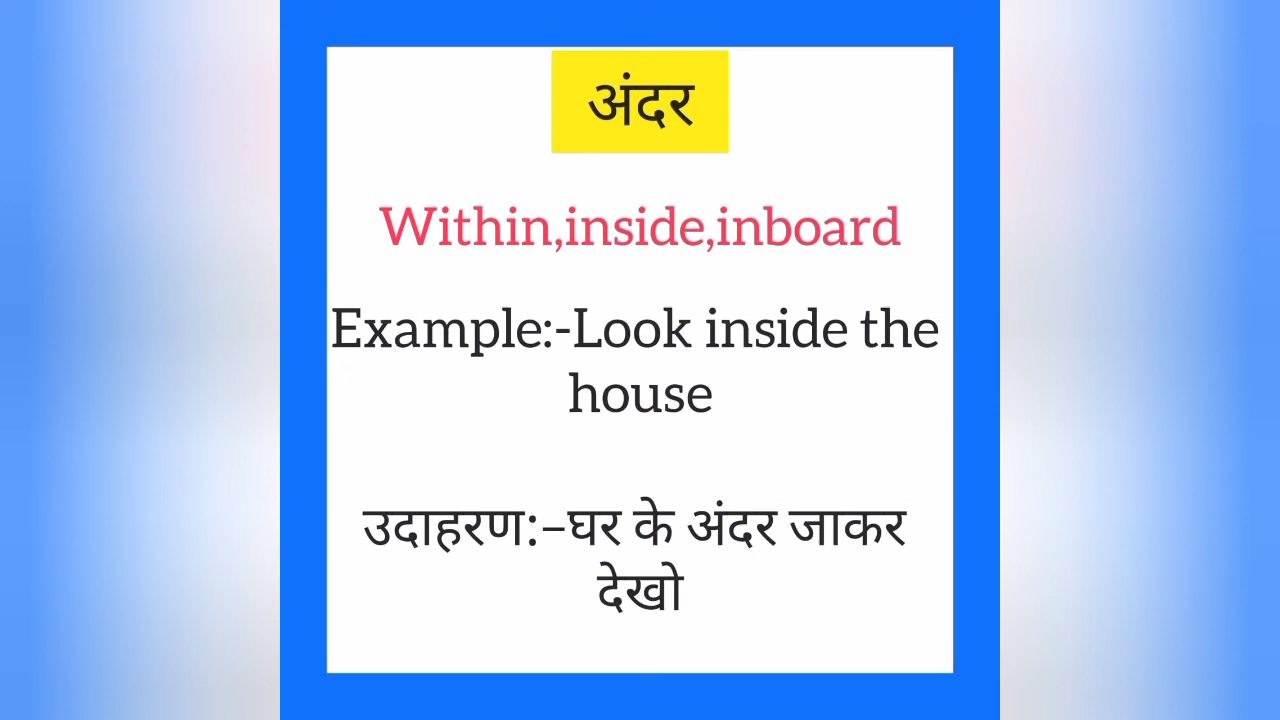 अंदर
Within,inside,inboard
Example:-Look inside the
house
उदाहरण:–घर के अंदर जाकर
देखो